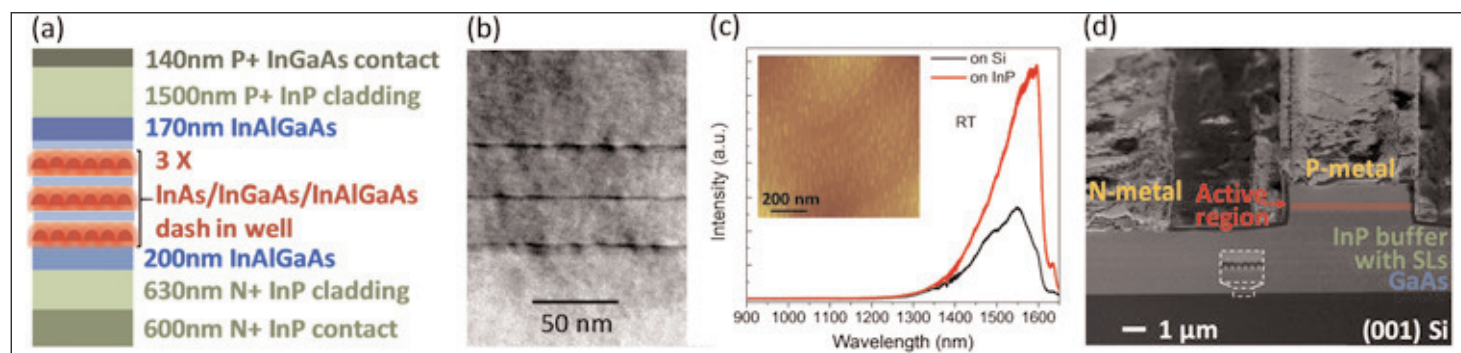 (a)
140nm P+ InGaAs contact
1500nm P+ InP cladding
170nm InAlGaAs
3 X
InAs/InGaAs/InAlGaAs
dash in well
200nm InAlGaAs
630nm N+ InP cladding
600nm N+ InP contact
(b)
50 nm
(c)
on Si
on InP
RT
200 nm
Intensity (a.u.)
900 1000 1100 1200 1300 1400 1500 1600
Wavelength (nm)
(d)
P-metal
N-metal
Active
region
InP buffer
with SLs
GaAs
1 µm
(001) Si